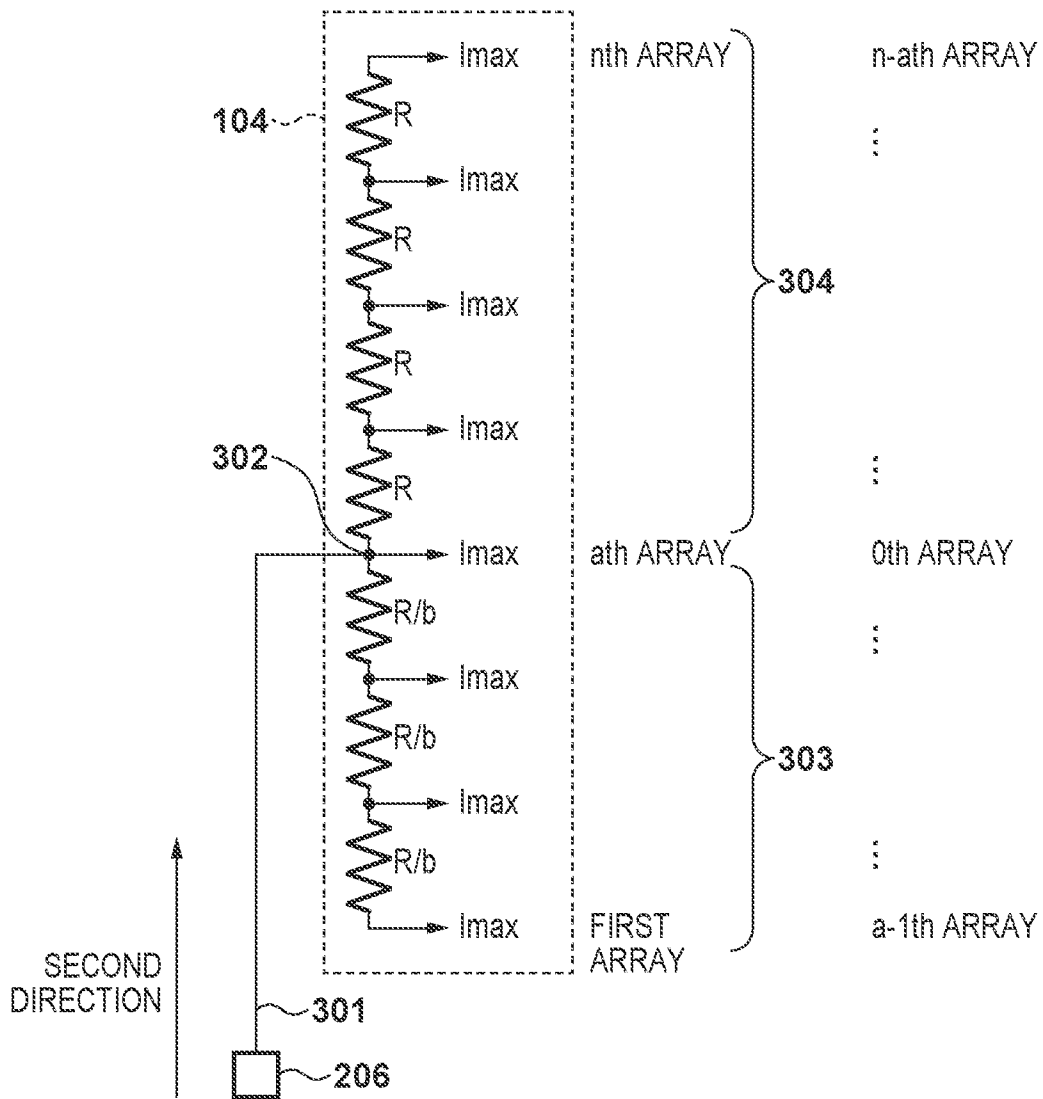 Imax nth ARRAY n-ath ARRAY
104 R
Imax
R
304
Imax
R
Imax
302 R
Imax ath ARRAY 0th ARRAY
R/b
Imax
R/b
303
Imax
R/b
Imax FIRST ARRAY a-1th ARRAY
SECOND
DIRECTION
301
206